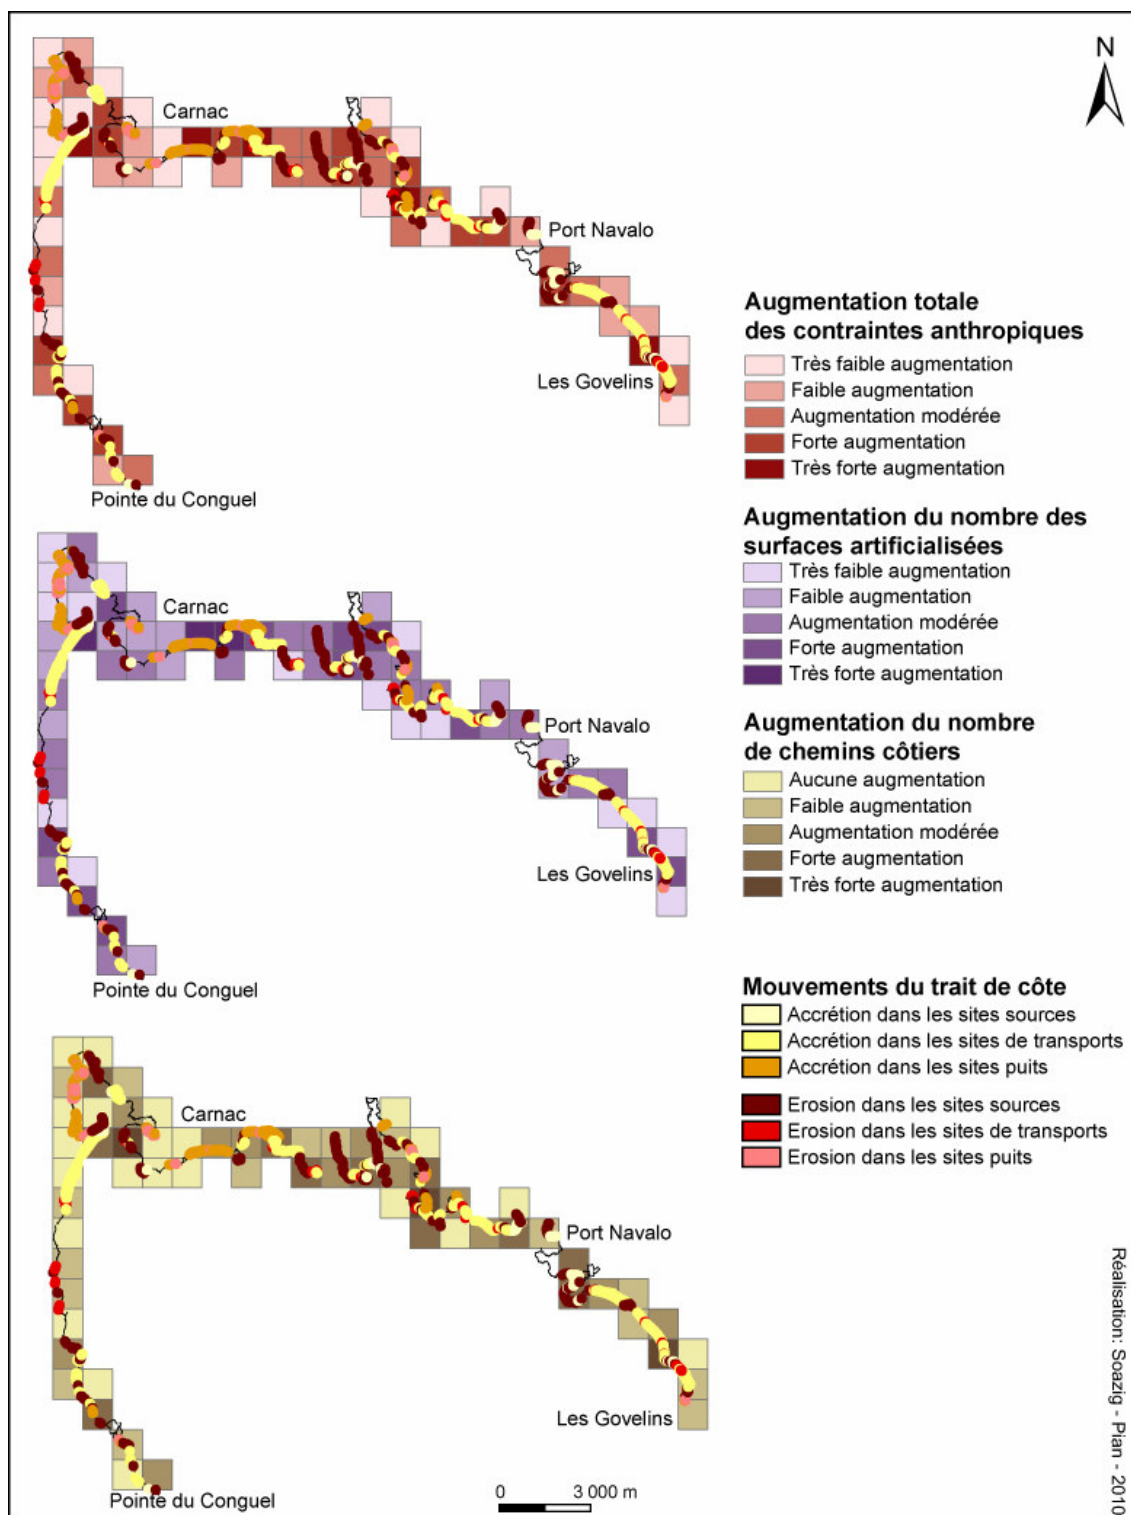 N
Carnac
Port Navalo
Les Govelins
Pointe du Conguel
Augmentation totale
des contraintes anthropiques
Très faible augmentation
Faible augmentation
Augmentation modérée
Forte augmentation
Très forte augmentation
Carnac
Port Navalo
Les Govelins
Pointe du Conguel
Augmentation du nombre des
surfaces artificialisées
Très faible augmentation
Faible augmentation
Augmentation modérée
Forte augmentation
Très forte augmentation
Augmentation du nombre
de chemins côtiers
Aucune augmentation
Faible augmentation
Augmentation modérée
Forte augmentation
Très forte augmentation
Carnac
Port Navalo
Les Govelins
Pointe du Conguel
Mouvements du trait de côte
Accrétion dans les sites sources
Accrétion dans les sites de transports
Accrétion dans les sites puits
Erosion dans les sites sources
Erosion dans les sites de transports
Erosion dans les sites puits
0 3 000 m
Réalisation: Soazig - Pian - 2010